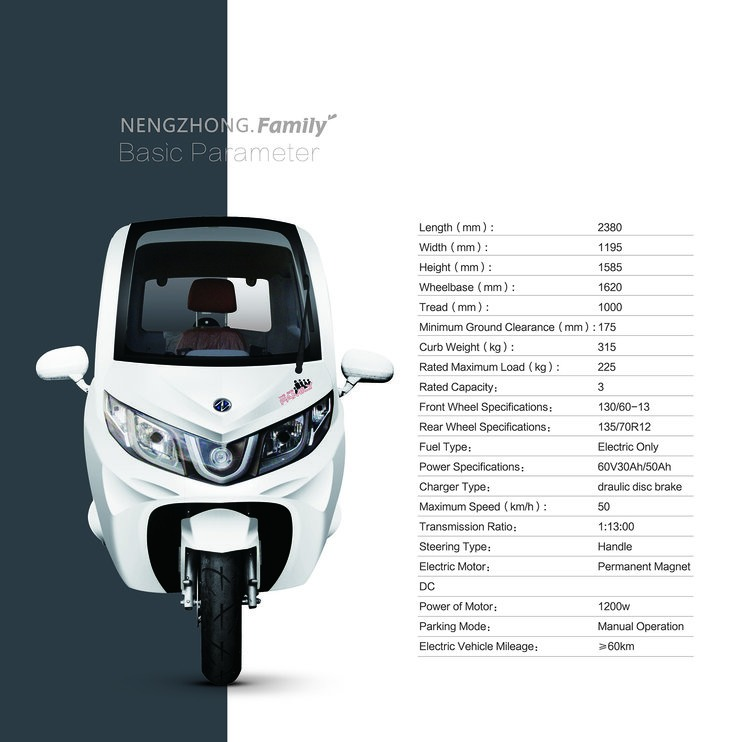 NENGZHONG.Family
Basic Parameter
Length（mm）: 2380
Width（mm）: 1195
Height（mm）: 1585
Wheelbase（mm）: 1620
Tread（mm）: 1000
Minimum Ground Clearance（mm）: 175
Curb Weight（kg）: 315
Rated Maximum Load（kg）: 225
Rated Capacity: 3
Front Wheel Specifications: 130/60-13
Rear Wheel Specifications: 135/70R12
Fuel Type: Electric Only
Power Specifications: 60V30Ah/50Ah
Charger Type: draulic disc brake
Maximum Speed（km/h）: 50
Transmission Ratio: 1:13:00
Steering Type: Handle
Electric Motor: Permanent Magnet
DC
Power of Motor: 1200w
Parking Mode: Manual Operation
Electric Vehicle Mileage: ≥60km